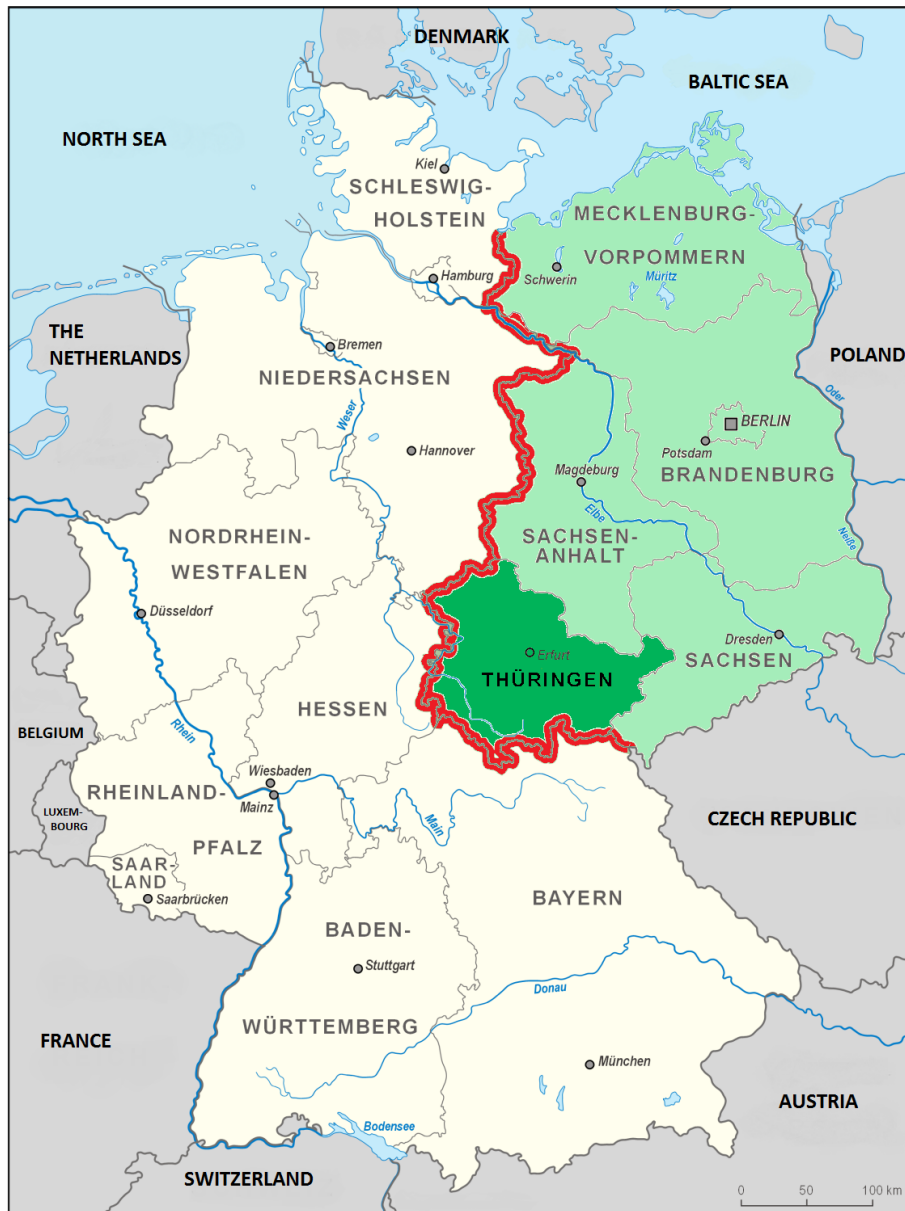 DENMARK
BALTIC SEA
NORTH SEA
Kiel
SCHLESWIG-
HOLSTEIN
MECKLENBURG-
VORPOMMERN
Schwerin
Müritz
Hamburg
THE
NETHERLANDS
Bremen
POLAND
NIEDERSACHSEN
Oder
Weser
BERLIN
Hannover
Potsdam
Magdeburg
BRANDENBURG
Elbe
NORDRHEIN-
WESTFALEN
SACHSEN-
ANHALT
Neiße
Düsseldorf
Dresden
Erfurt
SACHSEN
THÜRINGEN
HESSEN
BELGIUM
Rhein
Wiesbaden
RHEINLAND-
Mainz
LUXEM-
BOURG
Main
CZECH REPUBLIC
PFALZ
SAAR-
LAND
Saarbrücken
BAYERN
BADEN-
Stuttgart
Donau
WÜRTTEMBERG
FRANCE
München
AUSTRIA
Bodensee
SWITZERLAND
0 50 100 km